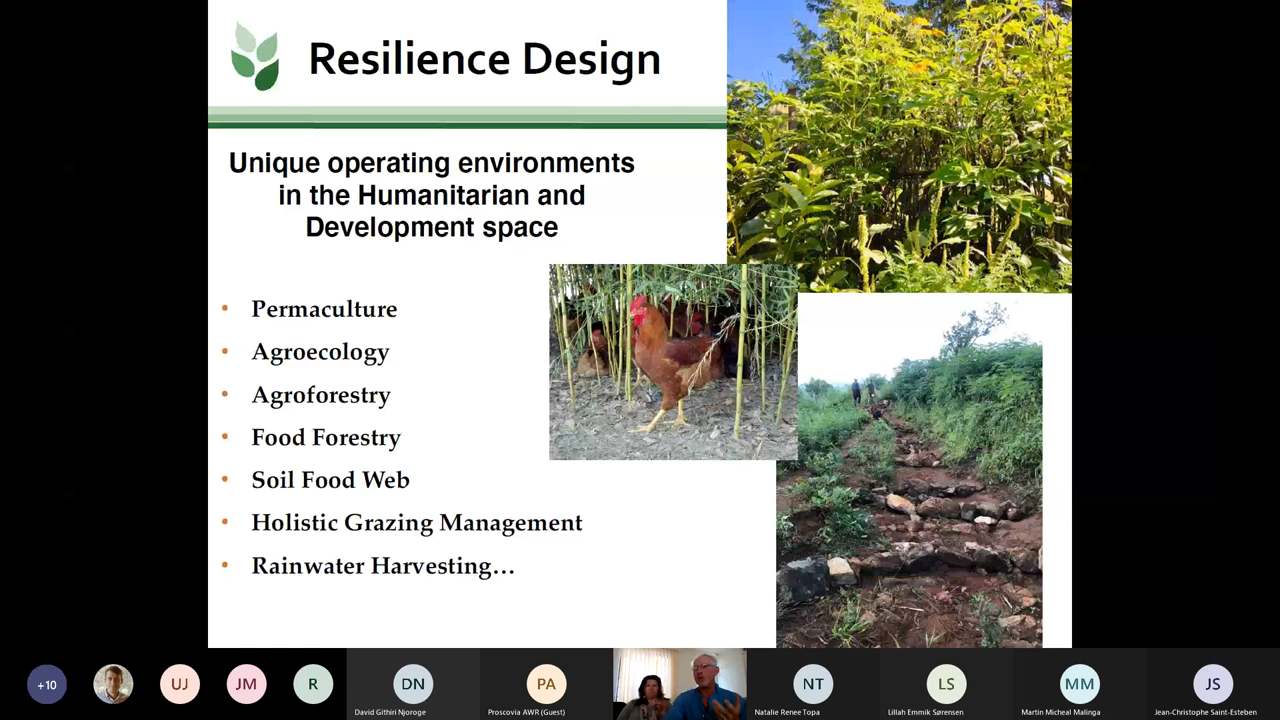 Resilience Design
Unique operating environments
in the Humanitarian and
Development space
• Permaculture
• Agroecology
• Agroforestry
• Food Forestry
• Soil Food Web
• Holistic Grazing Management
• Rainwater Harvesting…
+10
UJ
JM
R
DN
David Githiri Njoroge
PA
Proscovia AWR (Guest)
NT
Natalie Renee Topa
LS
Lillah Emmik Sørensen
MM
Martin Micheal Malinga
JS
Jean-Christophe Saint-Esteben